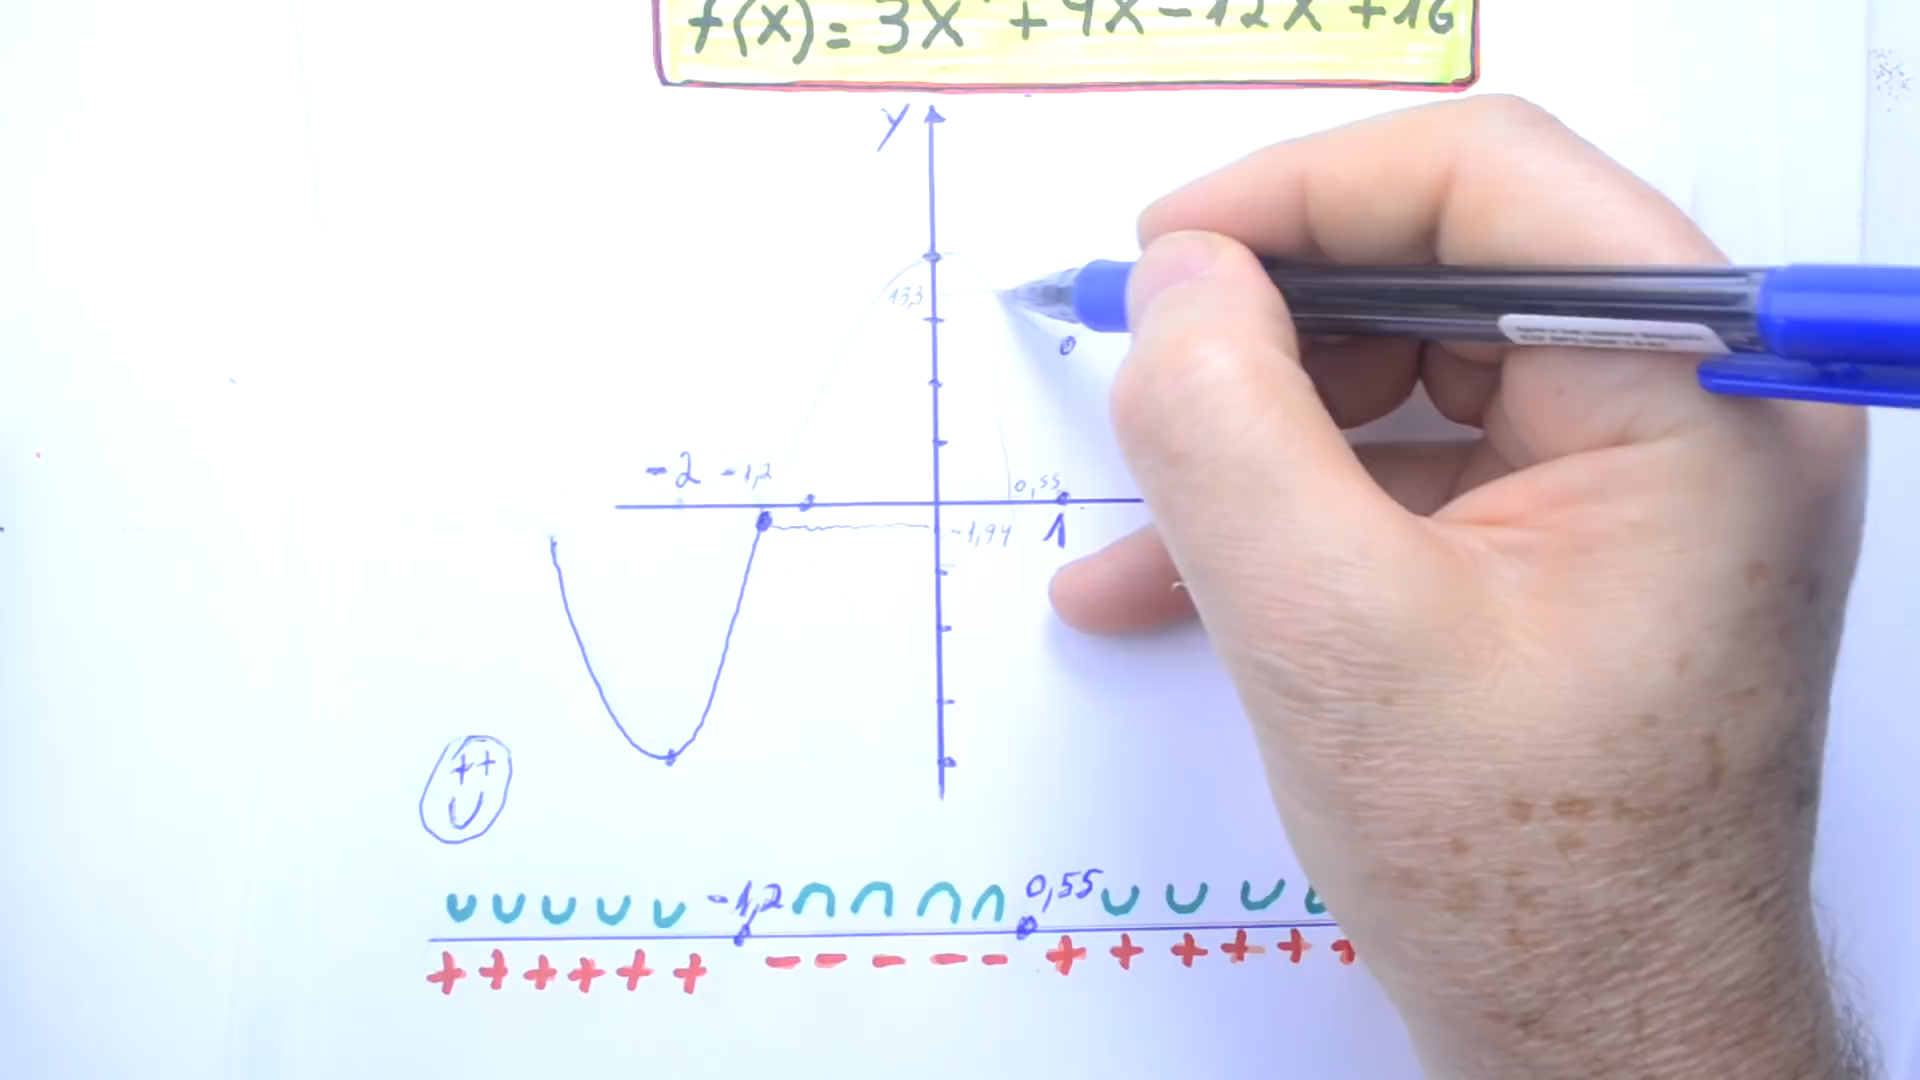 f(x) = 3x + 4x - 12x + 16
y
13,3
-2 -1,2
0,55
-1,94 1
++
∪
∪ ∪ ∪ ∪ ∪ -1,2 ∩ ∩ ∩ ∩ 0,55 ∪ ∪ ∪
+ + + + + + - - - - - + + + + + +